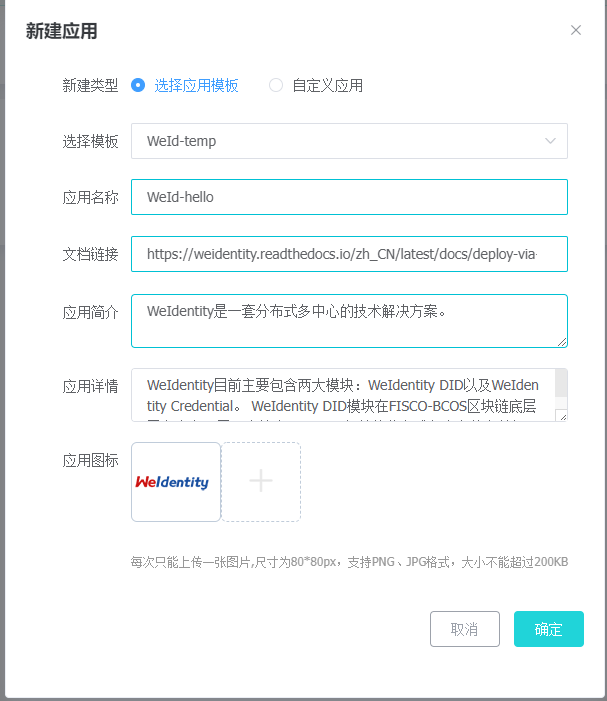 新建应用
新建类型 选择应用模板 自定义应用
选择模板 WeId-temp
应用名称 WeId-hello
文档链接 https://weidentity.readthedocs.io/zh_CN/latest/docs/deploy-via-
应用简介 WeIdentity是一套分布式多中心的技术解决方案。
应用详情 WeIdentity目前主要包含两大模块：WeIdentity DID以及WeIden
tity Credential。 WeIdentity DID模块在FISCO-BCOS区块链底层
应用图标 WeIdentity
每次只能上传一张图片,尺寸为80*80px，支持PNG、JPG格式，大小不能超过200KB
取消 确定